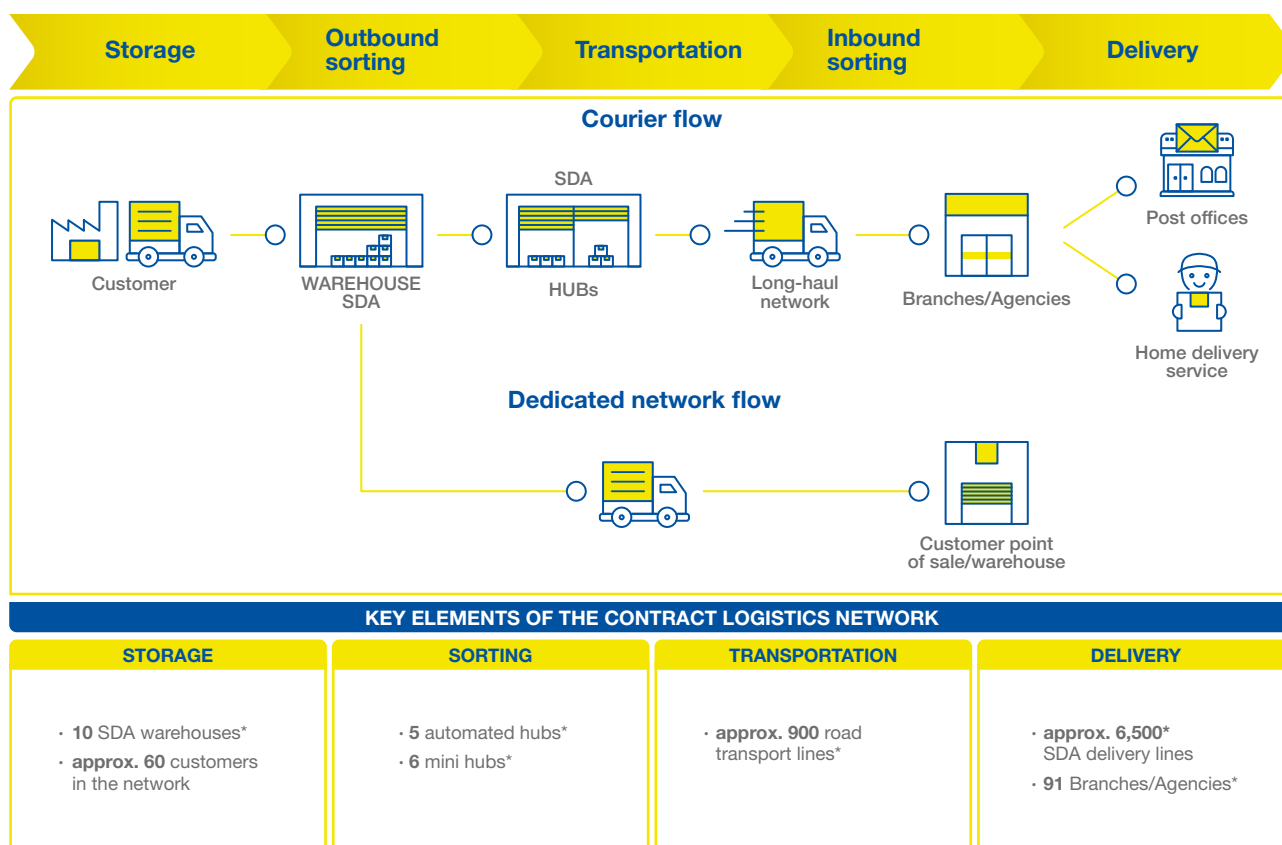 Storage
Outbound
sorting
Transportation
Inbound
sorting
Delivery
Courier flow
SDA
Post offices
Customer
WAREHOUSE
SDA
HUBs
Long-haul
network
Branches/Agencies
Home delivery
service
Dedicated network flow
Customer point
of sale/warehouse
KEY ELEMENTS OF THE CONTRACT LOGISTICS NETWORK
STORAGE
· 10 SDA warehouses*
· approx. 60 customers
in the network
SORTING
· 5 automated hubs*
· 6 mini hubs*
TRANSPORTATION
· approx. 900 road
transport lines*
DELIVERY
· approx. 6,500*
SDA delivery lines
· 91 Branches/Agencies*